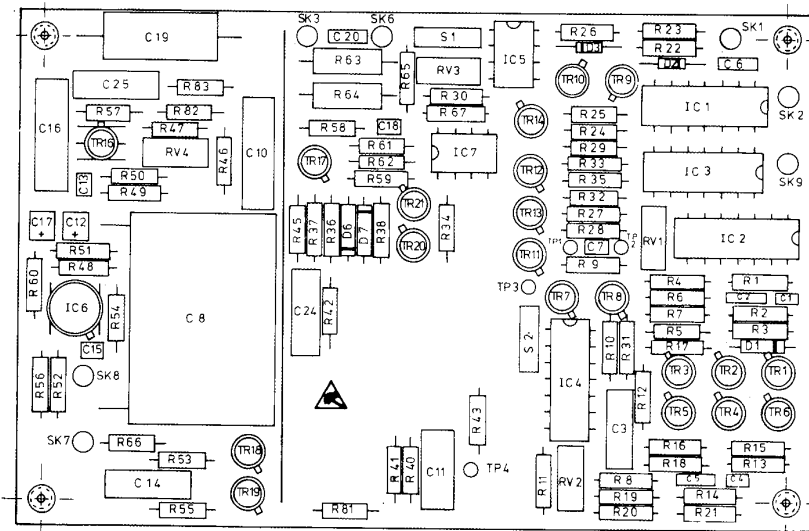 SK3
SK6
C19
C20
S1
IC5
R26
D3
R23
R22
D2
SK1
C6
R63
R64
R65
RV3
TR10
TR9
C25
R83
R30
R67
C16
R57
R82
TR16
R47
RV4
R46
C10
R58
C18
TR14
R25
R24
R29
R33
R35
IC1
SK2
TR17
R61
R62
R59
IC7
TR12
IC3
SK9
C13
R50
R49
TR21
R32
R27
R28
TR13
C17
+
C12
+
R45
R37
R36
D6
D7
R38
TR20
R34
TP1
C7
TP2
RV1
IC2
R51
R48
R60
TR11
R9
TP3
IC6
R54
C8
C24
R42
TR7
TR8
R4
R6
R7
R5
R17
R1
C2
C1
R2
R3
D1
C15
S2
R10
R31
R56
R52
SK8
IC4
R12
TR3
TR2
TR1
R43
C3
TR5
TR4
TR6
SK7
R66
R53
TR18
R41
R40
C11
TP4
R11
RV2
R16
R18
R15
R13
C14
TR19
R8
C5
C4
R19
R14
R55
R81
R20
R21